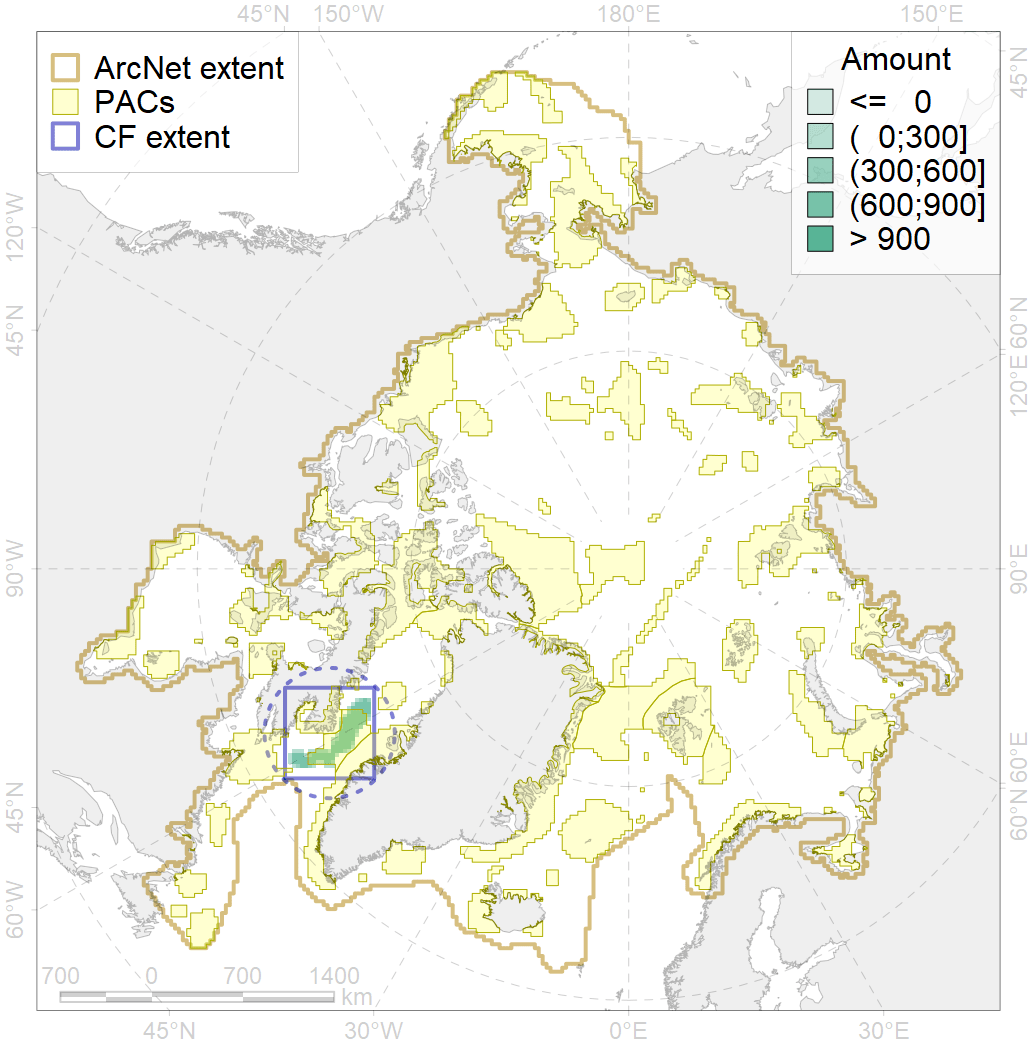 45°N 150°W 180°E 150°E
ArcNet extent
PACs
CF extent
Amount
<= 0
( 0;300]
(300;600]
(600;900]
> 900
45°N
120°W
45°N
90°W
45°N
60°W
60°N
120°E
90°E
60°E
60°N
700 0 700 1400
km
45°N 30°W 0°E 30°E